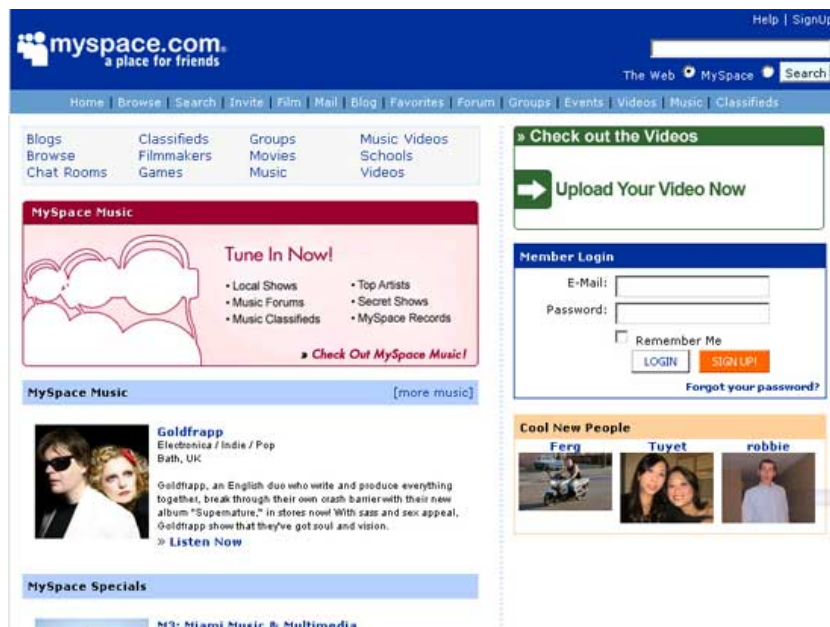 Help | SignUp
myspace.com.
a place for friends
The Web MySpace Search
Home | Browse | Search | Invite | Film | Mail | Blog | Favorites | Forum | Groups | Events | Videos | Music | Classifieds
Blogs Classifieds Groups Music Videos
Browse Filmmakers Movies Schools
Chat Rooms Games Music Videos
» Check out the Videos
Upload Your Video Now
MySpace Music
Tune In Now!
• Local Shows • Top Artists
• Music Forums • Secret Shows
• Music Classifieds • MySpace Records
» Check Out MySpace Music!
Member Login
E-Mail:
Password:
Remember Me
LOGIN SIGN UP!
Forgot your password?
MySpace Music [more music]
Goldfrapp
Electronica / Indie / Pop
Bath, UK
Goldfrapp, an English duo who write and produce everything
together, break through their own crash barrier with their new
album "Supernature," in stores now! With sass and sex appeal,
Goldfrapp show that they've got soul and vision.
» Listen Now
Cool New People
Ferg Tuyet robbie
MySpace Specials
M3: Miami Music & Multimedia